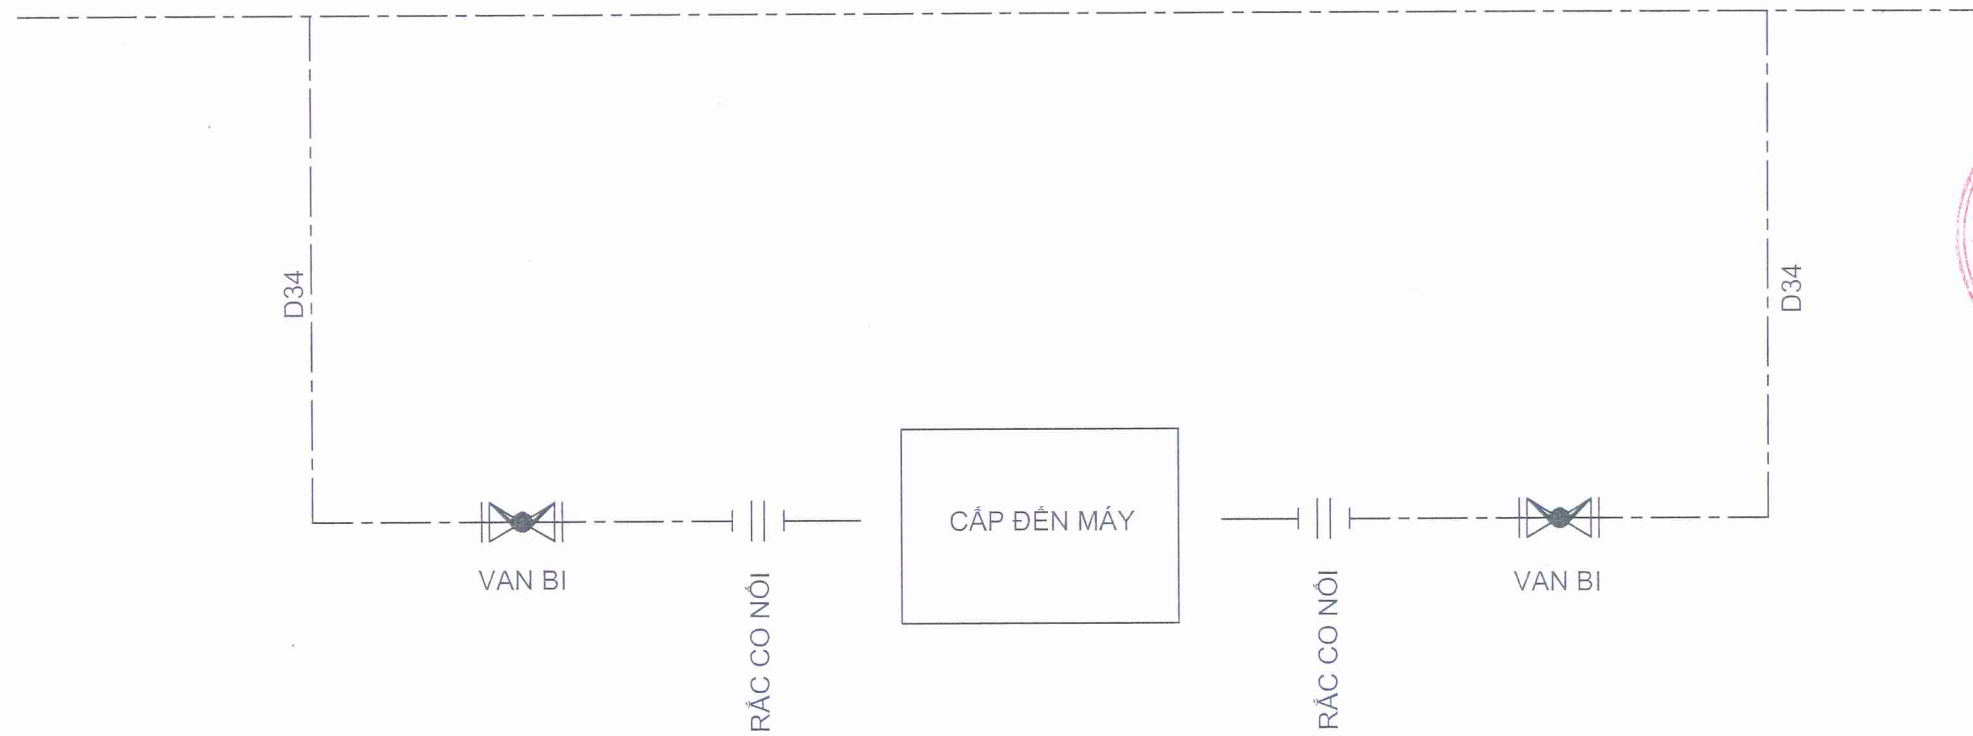 D34
D34
CẤP ĐẾN MÁY
VAN BI
VAN BI
RẮC CO NỐI
RẮC CO NỐI